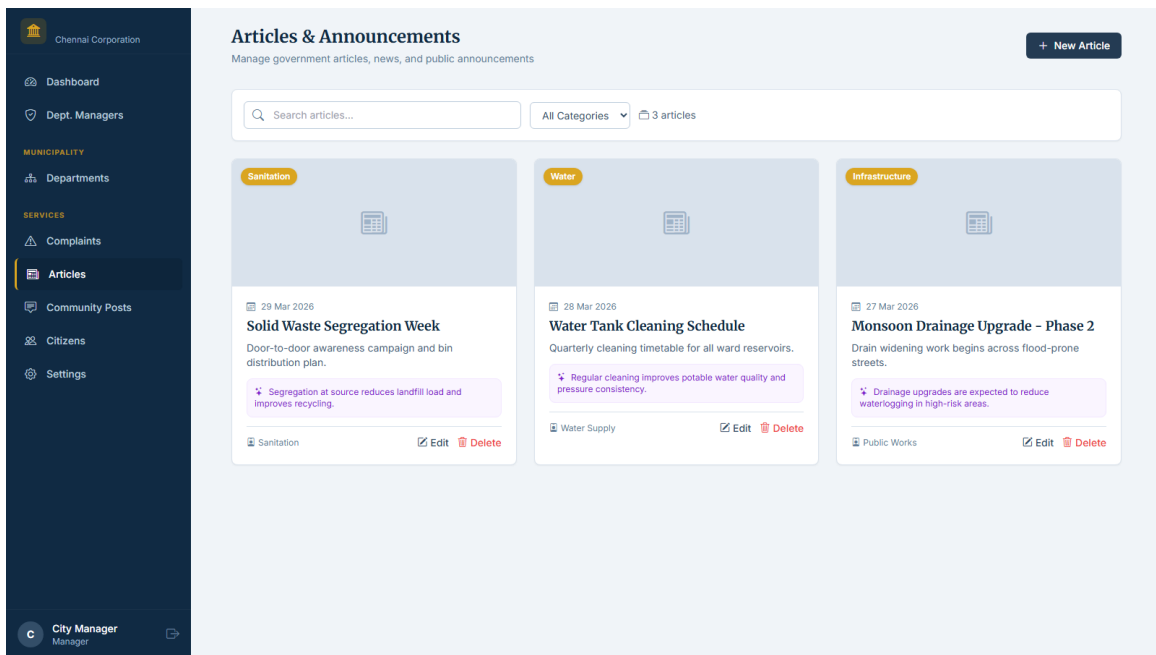 Chennai Corporation
Dashboard
Dept. Managers
MUNICIPALITY
Departments
SERVICES
Complaints
Articles
Community Posts
Citizens
Settings
C
City Manager
Manager
Articles & Announcements
Manage government articles, news, and public announcements
+ New Article
Search articles...
All Categories
3 articles
Sanitation
29 Mar 2026
Solid Waste Segregation Week
Door-to-door awareness campaign and bin
distribution plan.
Segregation at source reduces landfill load and
improves recycling.
Sanitation
Edit
Delete
Water
28 Mar 2026
Water Tank Cleaning Schedule
Quarterly cleaning timetable for all ward reservoirs.
Regular cleaning improves potable water quality and
pressure consistency.
Water Supply
Edit
Delete
Infrastructure
27 Mar 2026
Monsoon Drainage Upgrade - Phase 2
Drain widening work begins across flood-prone
streets.
Drainage upgrades are expected to reduce
waterlogging in high-risk areas.
Public Works
Edit
Delete